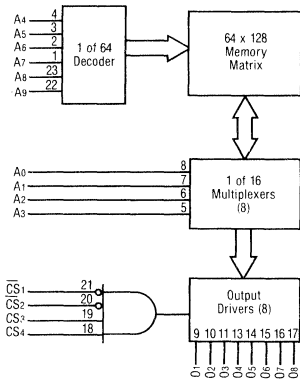 A4 4
A5 3
A6 2
A7 1
A8 23
A9 22
1 of 64
Decoder
64 x 128
Memory
Matrix
A0 8
A1 7
A2 6
A3 5
1 of 16
Multiplexers
(8)
CS1 21
CS2 20
CS3 19
CS4 18
Output
Drivers (8)
9 10 11 13 14 15 16 17
O1 O2 O3 O4 O5 O6 O7 O8